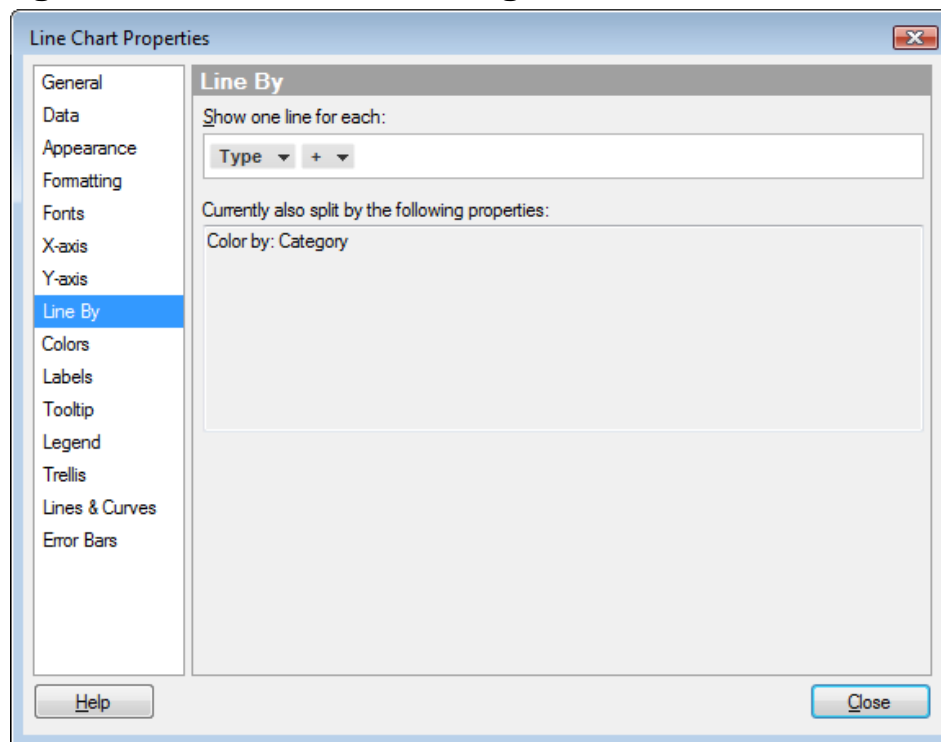 Line Chart Properties
General
Data
Appearance
Formatting
Fonts
X-axis
Y-axis
Line By
Colors
Labels
Tooltip
Legend
Trellis
Lines & Curves
Error Bars
Line By
Show one line for each:
Type +
Currently also split by the following properties:
Color by: Category
Help
Close